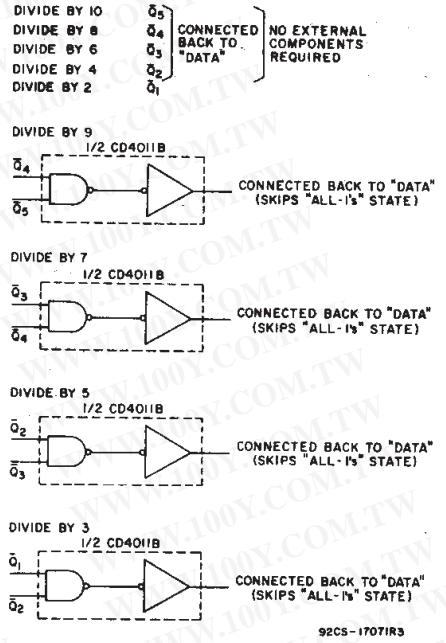 DIVIDE BY 10 Q̄5 CONNECTED BACK TO "DATA" NO EXTERNAL COMPONENTS REQUIRED
DIVIDE BY 8 Q̄4
DIVIDE BY 6 Q̄3
DIVIDE BY 4 Q̄2
DIVIDE BY 2 Q̄1
DIVIDE BY 9
1/2 CD4011B
Q̄4
Q̄5
CONNECTED BACK TO "DATA"
(SKIPS "ALL-1's" STATE)
DIVIDE BY 7
1/2 CD4011B
Q̄3
Q̄4
CONNECTED BACK TO "DATA"
(SKIPS "ALL-1's" STATE)
DIVIDE BY 5
1/2 CD4011B
Q̄2
Q̄3
CONNECTED BACK TO "DATA"
(SKIPS "ALL-1's" STATE)
DIVIDE BY 3
1/2 CD4011B
Q̄1
Q̄2
CONNECTED BACK TO "DATA"
(SKIPS "ALL-1's" STATE)
92CS-17071R3
WWW.100Y.COM.TW